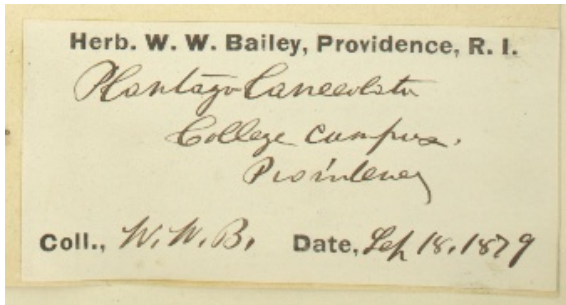 Herb. W. W. Bailey, Providence, R. I.
Plantago Lanceolata
College campus.
Providence
Coll., W. W. B. Date, Sep 18, 1879